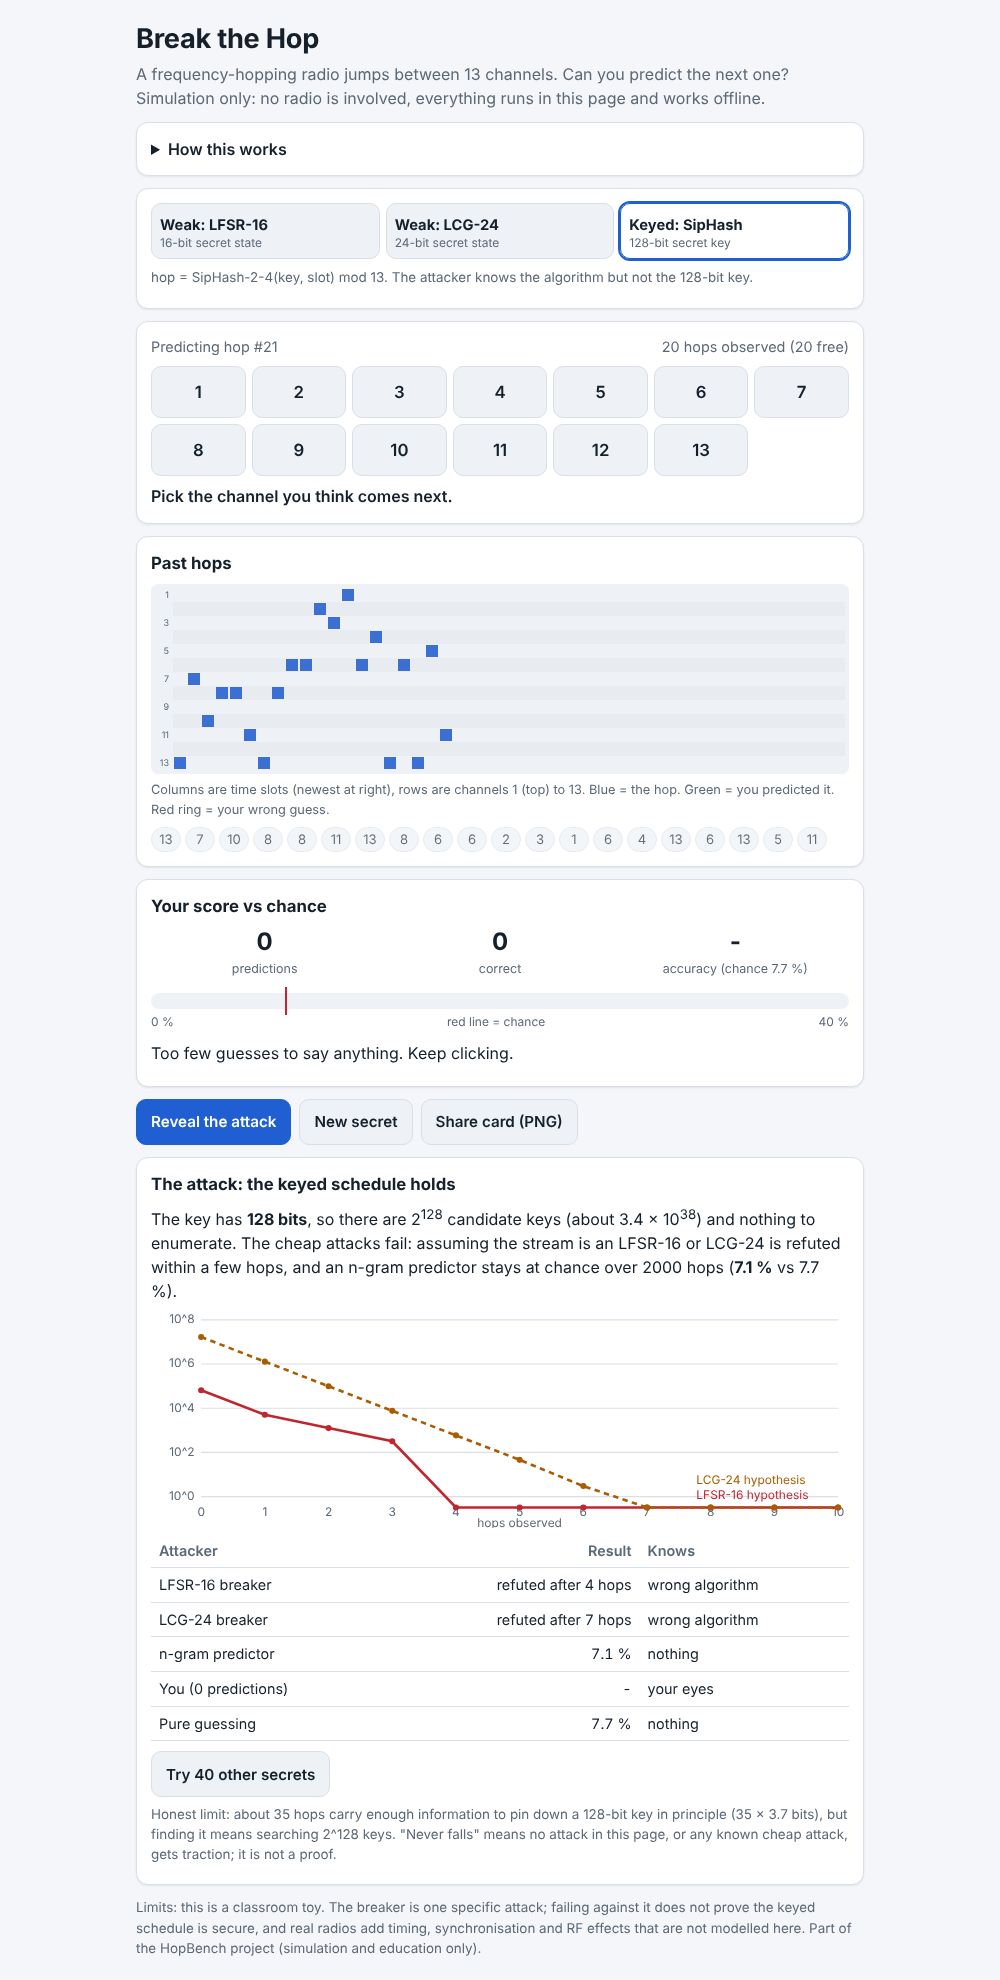 Break the Hop
A frequency-hopping radio jumps between 13 channels. Can you predict the next one?
Simulation only: no radio is involved, everything runs in this page and works offline.
▶ How this works
Weak: LFSR-16
16-bit secret state
Weak: LCG-24
24-bit secret state
Keyed: SipHash
128-bit secret key
hop = SipHash-2-4(key, slot) mod 13. The attacker knows the algorithm but not the 128-bit key.
Predicting hop #21
20 hops observed (20 free)
1 2 3 4 5 6 7
8 9 10 11 12 13
Pick the channel you think comes next.
Past hops
1
3
5
7
9
11
13
Columns are time slots (newest at right), rows are channels 1 (top) to 13. Blue = the hop. Green = you predicted it.
Red ring = your wrong guess.
13 7 10 8 8 11 13 8 6 6 2 3 1 6 4 13 6 13 5 11
Your score vs chance
0 0 -
predictions correct accuracy (chance 7.7 %)
0 % red line = chance 40 %
Too few guesses to say anything. Keep clicking.
Reveal the attack New secret Share card (PNG)
The attack: the keyed schedule holds
The key has 128 bits, so there are 2^128 candidate keys (about 3.4 × 10^38) and nothing to
enumerate. The cheap attacks fail: assuming the stream is an LFSR-16 or LCG-24 is refuted
within a few hops, and an n-gram predictor stays at chance over 2000 hops (7.1 % vs 7.7
%).
10^8
10^6
10^4
10^2
10^0
LCG-24 hypothesis
LFSR-16 hypothesis
0 1 2 3 4 5 6 7 8 9 10
hops observed
Attacker Result Knows
LFSR-16 breaker refuted after 4 hops wrong algorithm
LCG-24 breaker refuted after 7 hops wrong algorithm
n-gram predictor 7.1 % nothing
You (0 predictions) - your eyes
Pure guessing 7.7 % nothing
Try 40 other secrets
Honest limit: about 35 hops carry enough information to pin down a 128-bit key in principle (35 × 3.7 bits), but
finding it means searching 2^128 keys. "Never falls" means no attack in this page, or any known cheap attack,
gets traction; it is not a proof.
Limits: this is a classroom toy. The breaker is one specific attack; failing against it does not prove the keyed
schedule is secure, and real radios add timing, synchronisation and RF effects that are not modelled here. Part of
the HopBench project (simulation and education only).